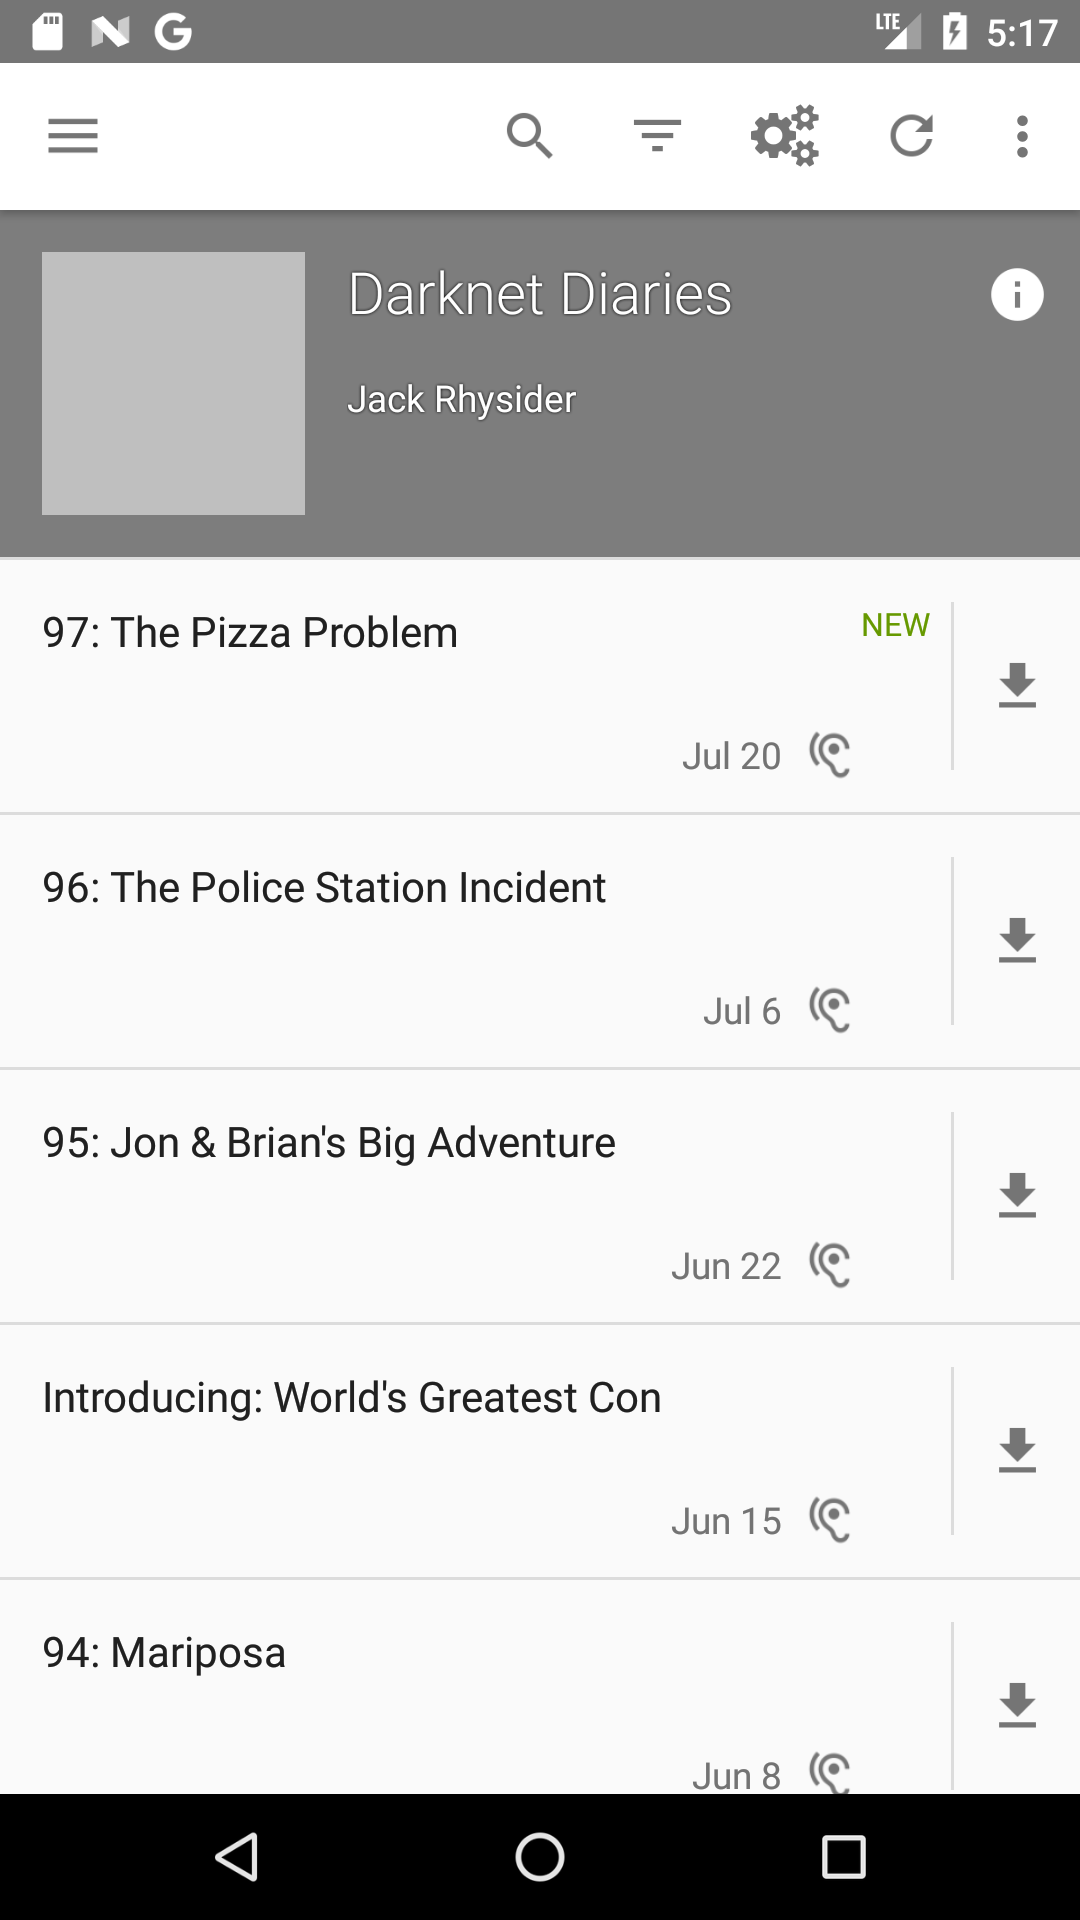 LTE 5:17
Darknet Diaries
Jack Rhysider
97: The Pizza Problem
NEW
Jul 20
96: The Police Station Incident
Jul 6
95: Jon & Brian's Big Adventure
Jun 22
Introducing: World's Greatest Con
Jun 15
94: Mariposa
Jun 8